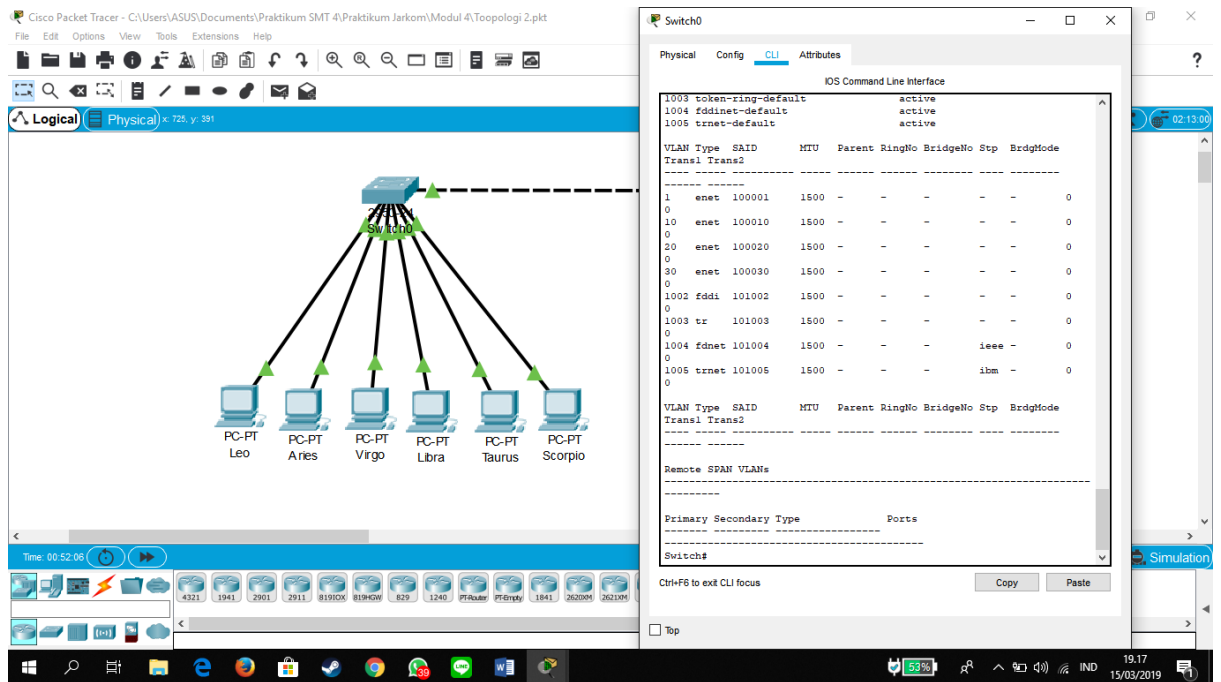 Cisco Packet Tracer - C:\Users\ASUS\Documents\Praktikum SMT 4\Praktikum Jarkom\Modul 4\Toopologi 2.pkt
File Edit Options View Tools Extensions Help
?
Logical
Physical
x: 725, y: 391
02:13:00
Switch0
PC-PT
Leo
PC-PT
Aries
PC-PT
Virgo
PC-PT
Libra
PC-PT
Taurus
PC-PT
Scorpio
Time: 00:52:06
Simulation
4321 1941 2901 2911 819IOX 819HGW 829 1240 PT-Router PT-Empty 1841 2620XM 2621XM
Switch0
Physical Config CLI Attributes
IOS Command Line Interface
1003 token-ring-default active
1004 fddinet-default active
1005 trnet-default active
VLAN Type SAID MTU Parent RingNo BridgeNo Stp BrdgMode
Trans1 Trans2
---- ----- ---------- ----- ------ ------ -------- ---- --------
------ ------
1 enet 100001 1500 - - - - - 0
0
10 enet 100010 1500 - - - - - 0
0
20 enet 100020 1500 - - - - - 0
0
30 enet 100030 1500 - - - - - 0
0
1002 fddi 101002 1500 - - - - - 0
0
1003 tr 101003 1500 - - - - - 0
0
1004 fdnet 101004 1500 - - - ieee - 0
0
1005 trnet 101005 1500 - - - ibm - 0
0
VLAN Type SAID MTU Parent RingNo BridgeNo Stp BrdgMode
Trans1 Trans2
---- ----- ---------- ----- ------ ------ -------- ---- --------
------ ------
Remote SPAN VLANs
------------------------------------------------------------------------
---------
Primary Secondary Type Ports
------- --------- -----------------
--------------------------------------------
Switch#
Ctrl+F6 to exit CLI focus
Copy
Paste
Top
39
53%
IND
19.17
15/03/2019
1